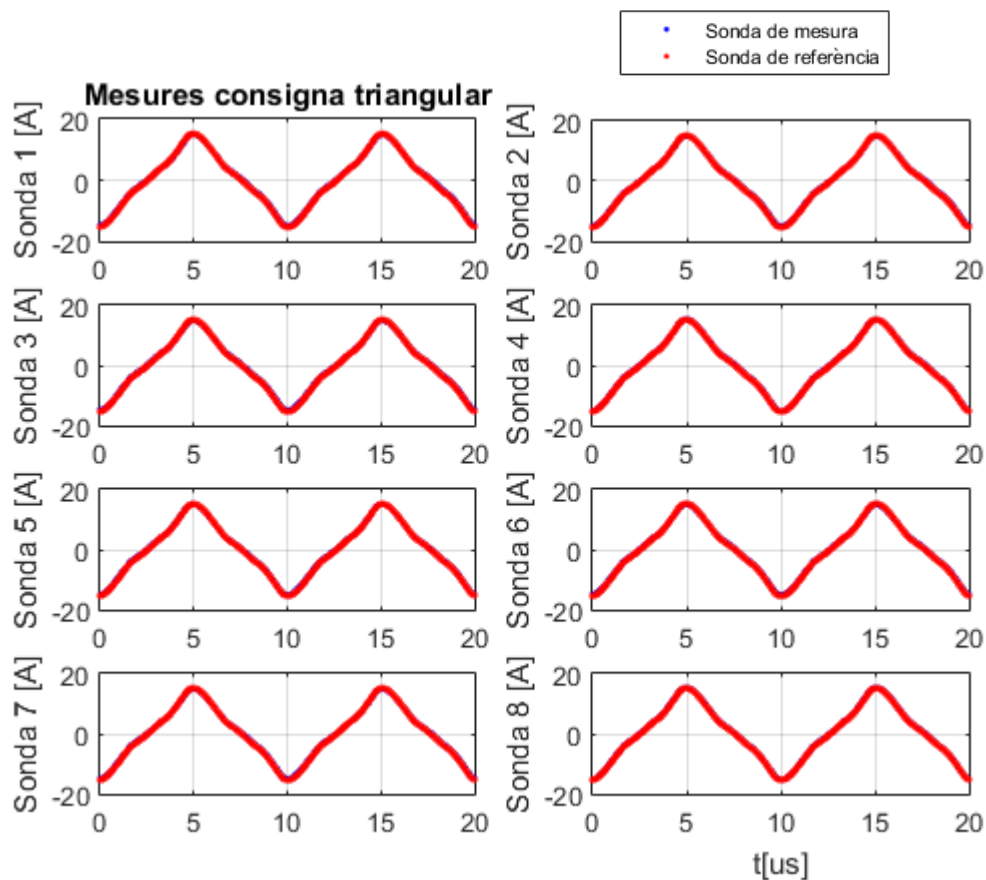 Sonda de mesura
Sonda de referència
Mesures consigna triangular
Sonda 1 [A]
20
0
-20
0 5 10 15 20
Sonda 2 [A]
20
0
-20
0 5 10 15 20
Sonda 3 [A]
20
0
-20
0 5 10 15 20
Sonda 4 [A]
20
0
-20
0 5 10 15 20
Sonda 5 [A]
20
0
-20
0 5 10 15 20
Sonda 6 [A]
20
0
-20
0 5 10 15 20
Sonda 7 [A]
20
0
-20
0 5 10 15 20
Sonda 8 [A]
20
0
-20
0 5 10 15 20
t[us]